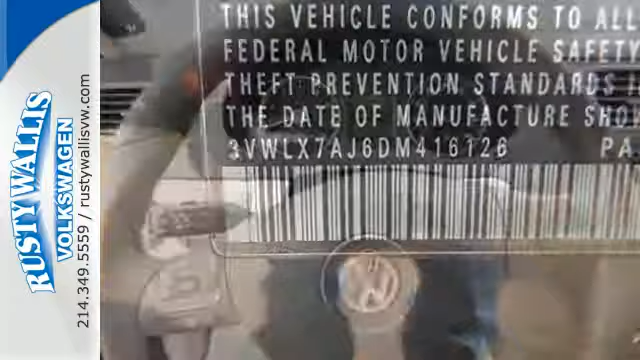 THIS VEHICLE CONFORMS TO ALL
FEDERAL MOTOR VEHICLE SAFETY
THEFT PREVENTION STANDARDS
THE DATE OF MANUFACTURE
3VWLX7AJ6DM416126
RUSTY WALLIS
VOLKSWAGEN
214.349.5559 / rustywallisvw.com